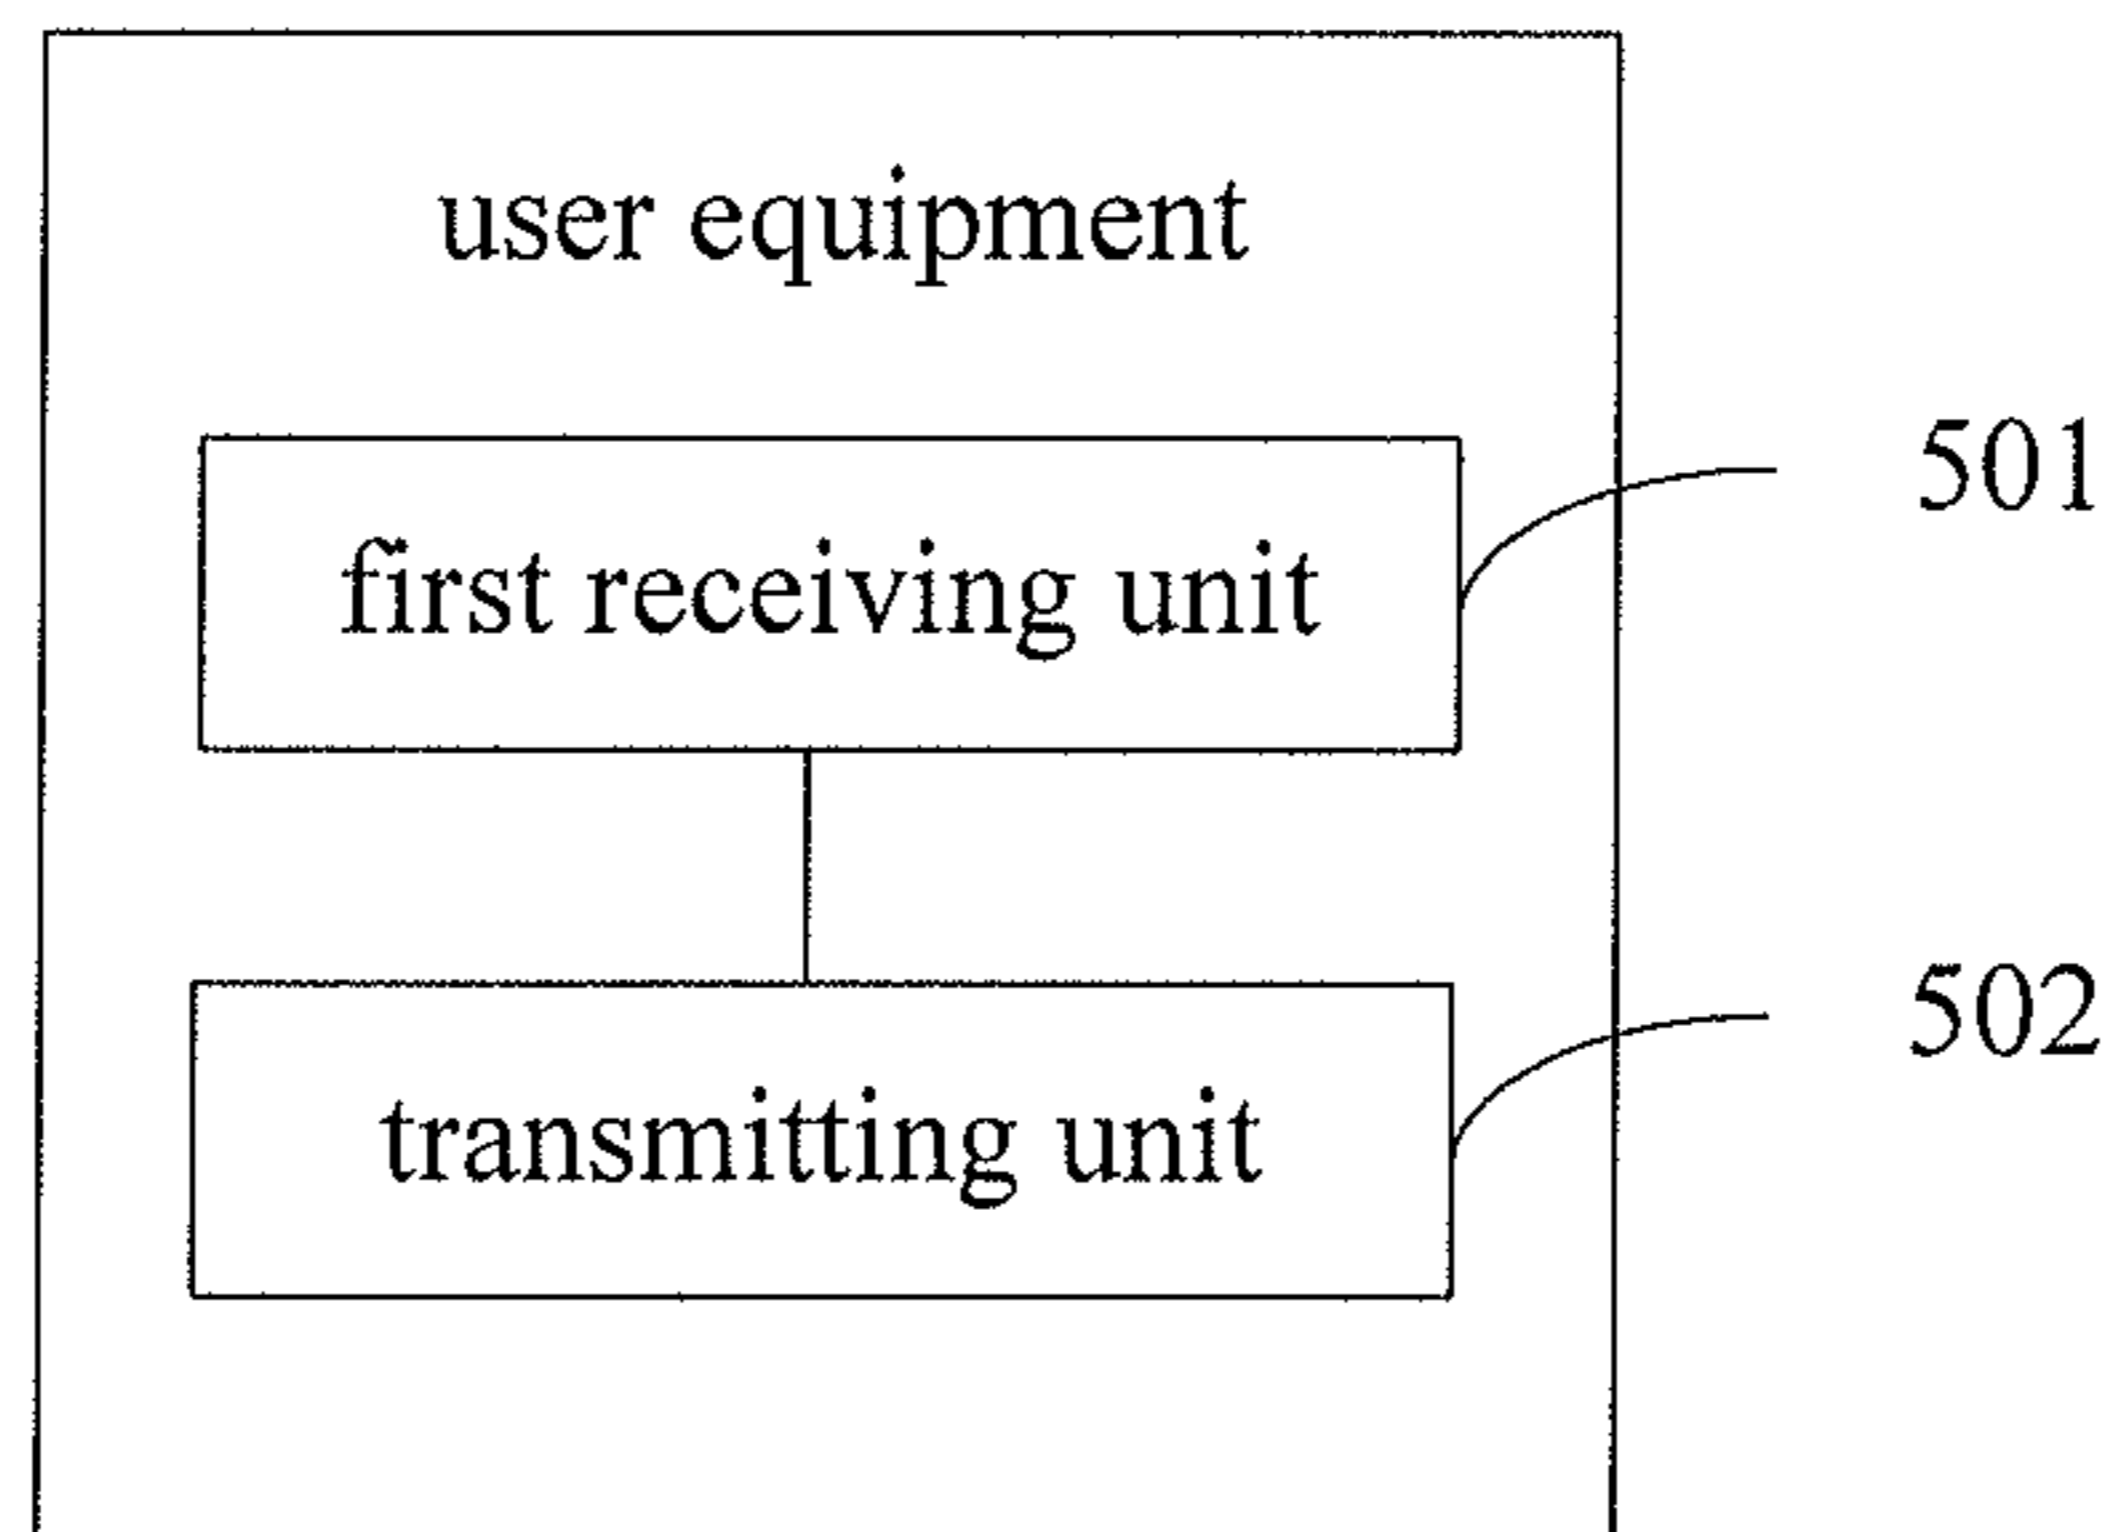 user equipment
501
first receiving unit
502
transmitting unit